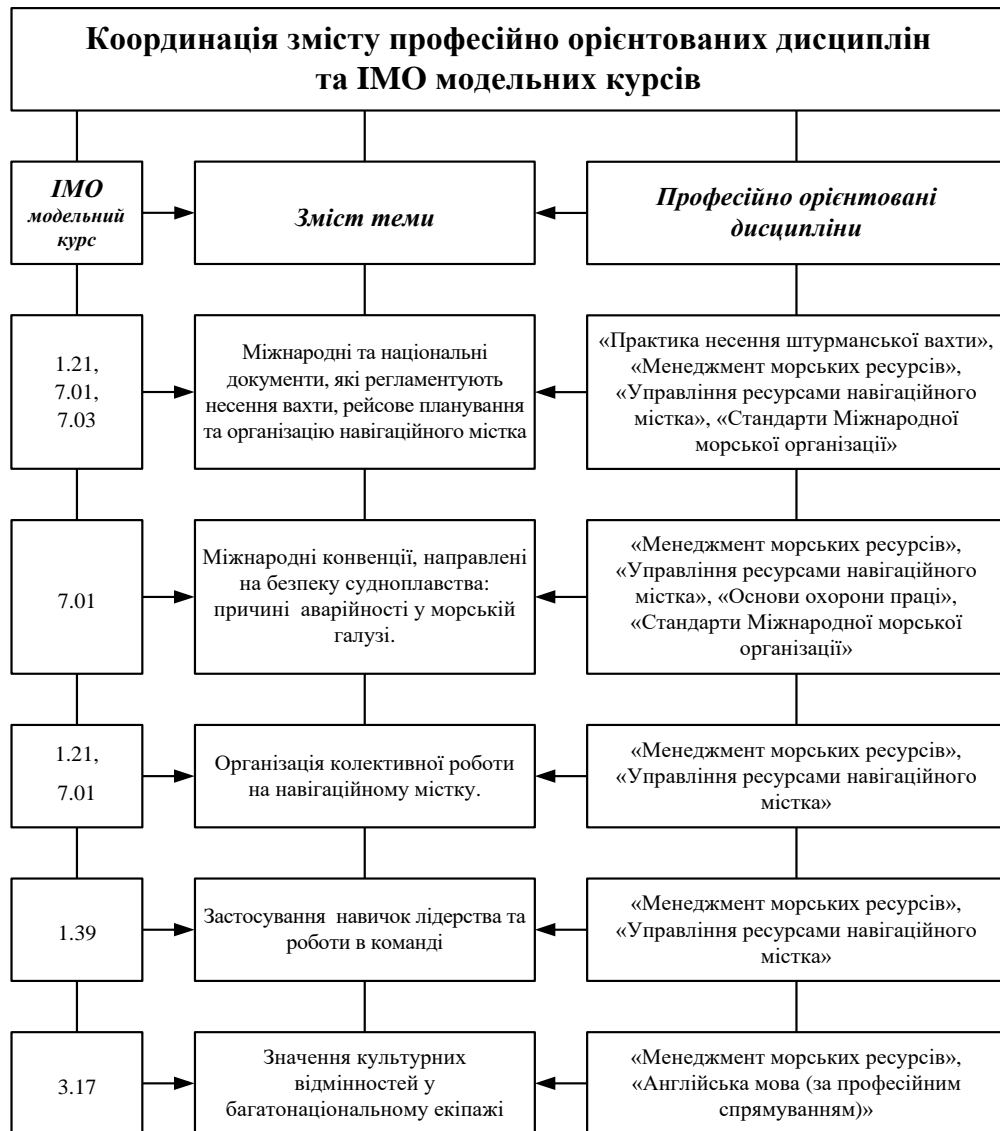 Координація змісту професійно орієнтованих дисциплін
та ІМО модельних курсів
ІМО
модельний
курс
Зміст теми
Професійно орієнтовані
дисципліни
1.21,
7.01,
7.03
Міжнародні та національні
документи, які регламентують
несення вахти, рейсове планування
та організацію навігаційного містка
«Практика несення штурманської вахти»,
«Менеджмент морських ресурсів»,
«Управління ресурсами навігаційного
містка», «Стандарти Міжнародної
морської організації»
7.01
Міжнародні конвенції, направлені
на безпеку судноплавства:
причині аварійності у морській
галузі.
«Менеджмент морських ресурсів»,
«Управління ресурсами навігаційного
містка», «Основи охорони праці»,
«Стандарти Міжнародної морської
організації»
1.21,
7.01
Організація колективної роботи
на навігаційному містку.
«Менеджмент морських ресурсів»,
«Управління ресурсами навігаційного
містка»
1.39
Застосування навичок лідерства та
роботи в команді
«Менеджмент морських ресурсів»,
«Управління ресурсами навігаційного
містка»
3.17
Значення культурних
відмінностей у
багатонаціональному екіпажі
«Менеджмент морських ресурсів»,
«Англійська мова (за професійним
спрямуванням)»